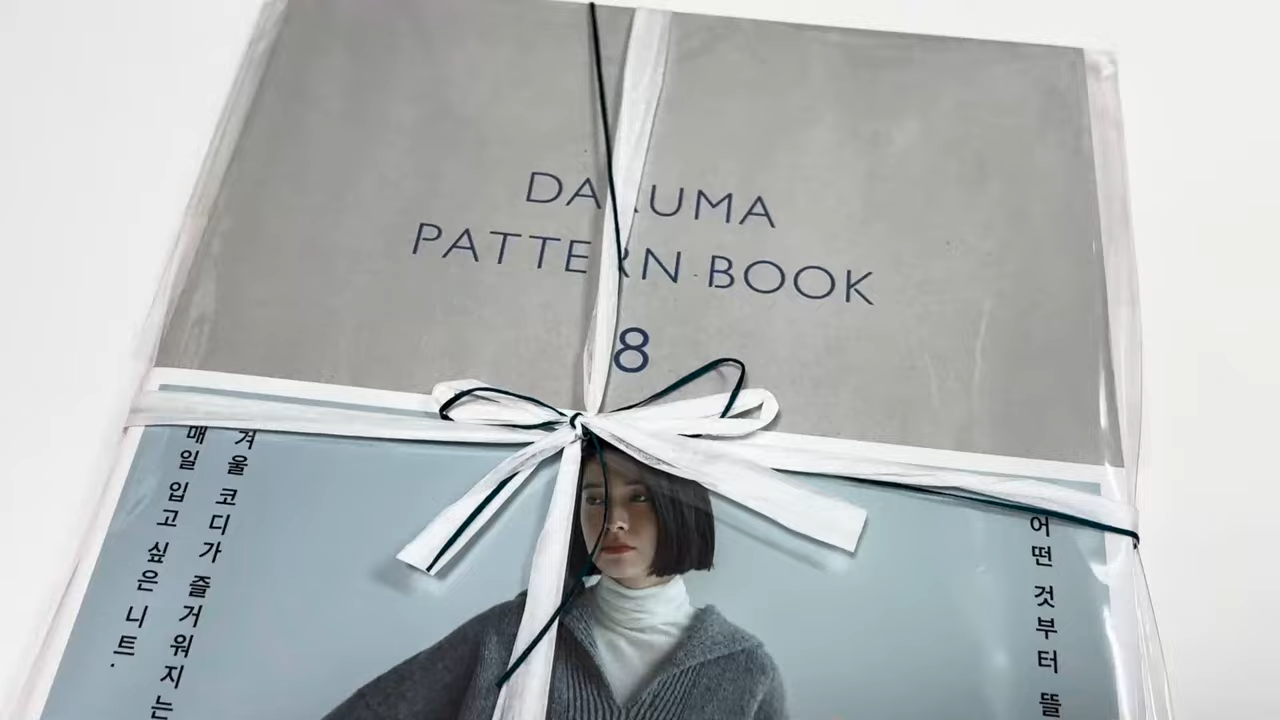 DARUMA
PATTERN BOOK
8
어떤 것부터 뜰
겨울 코디가 즐거워지는
매일 입고 싶은 니트.